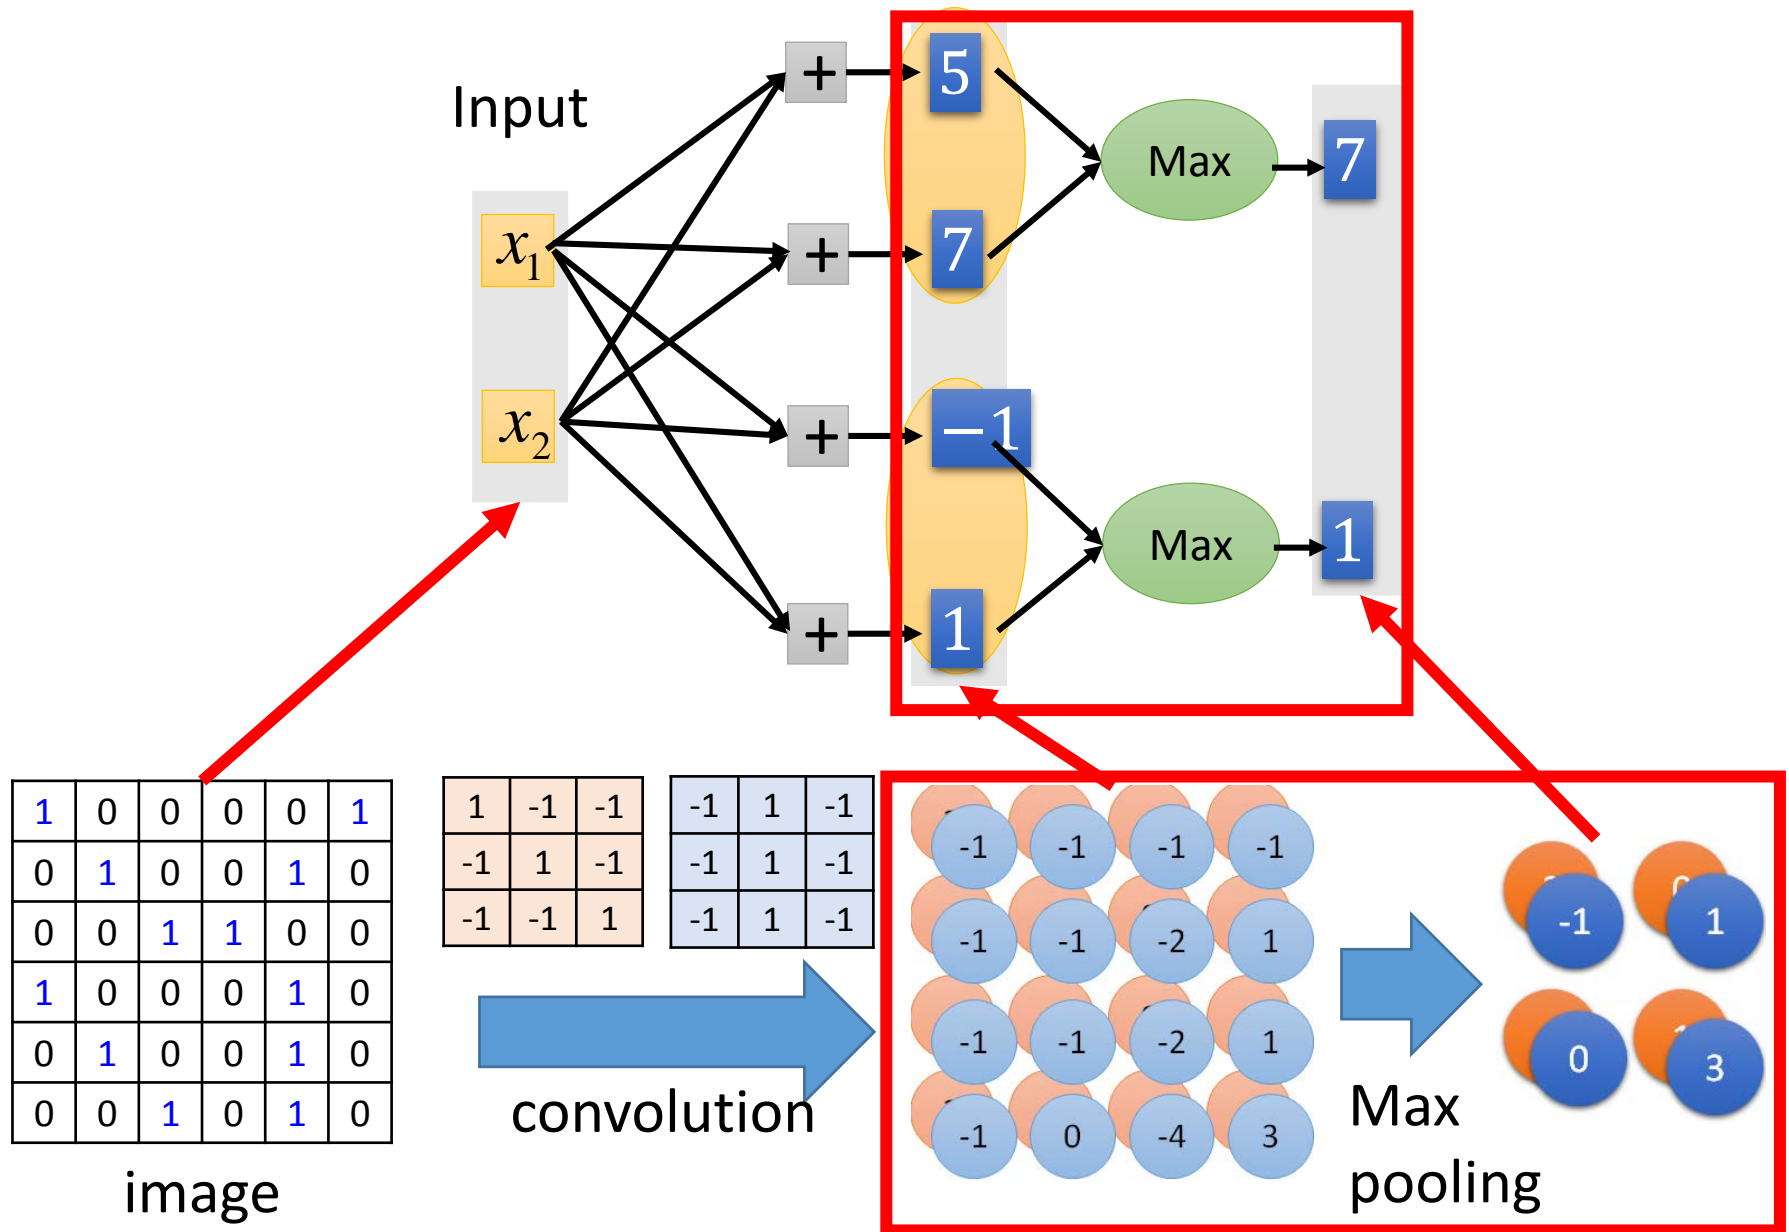 Input
x₁
x₂
+
+
+
+
5
7
−1
1
Max
Max
7
1
1 0 0 0 0 1
0 1 0 0 1 0
0 0 1 1 0 0
1 0 0 0 1 0
0 1 0 0 1 0
0 0 1 0 1 0
image
1 -1 -1
-1 1 -1
-1 -1 1
-1 1 -1
-1 1 -1
-1 1 -1
convolution
-1 -1 -1 -1
-1 -1 -2 1
-1 -1 -2 1
-1 0 -4 3
Max
pooling
-1 1
0 3